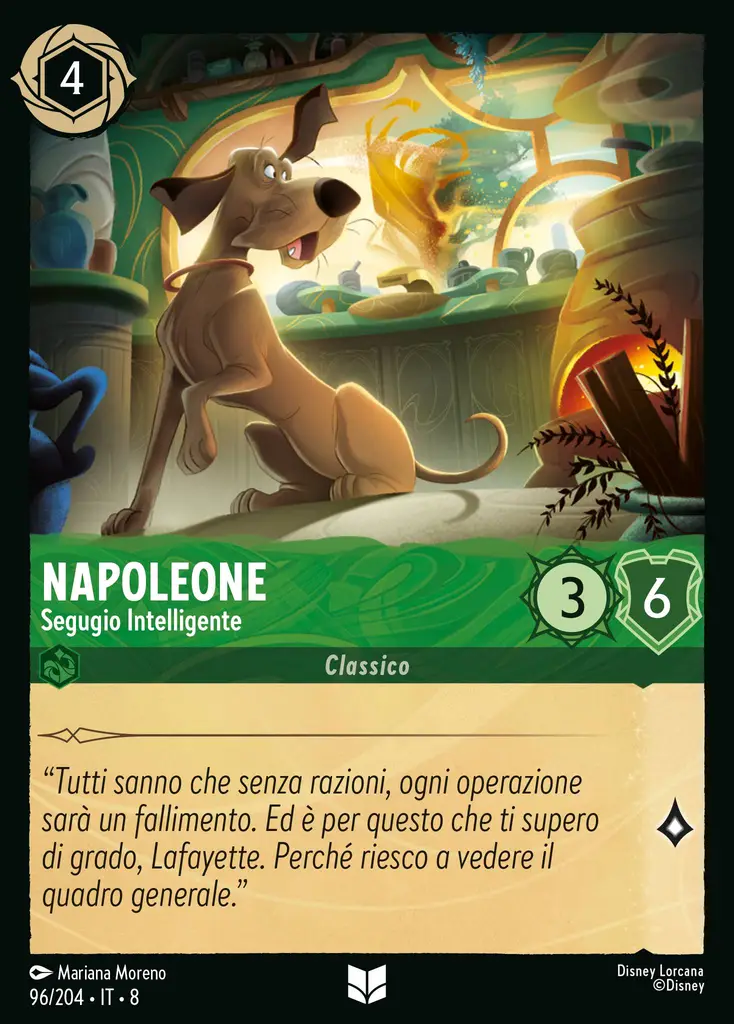 4
NAPOLEONE
Segugio Intelligente
3
6
Classico
“Tutti sanno che senza razioni, ogni operazione
sarà un fallimento. Ed è per questo che ti supero
di grado, Lafayette. Perché riesco a vedere il
quadro generale.”
Mariana Moreno
96/204 • IT • 8
Disney Lorcana
©Disney